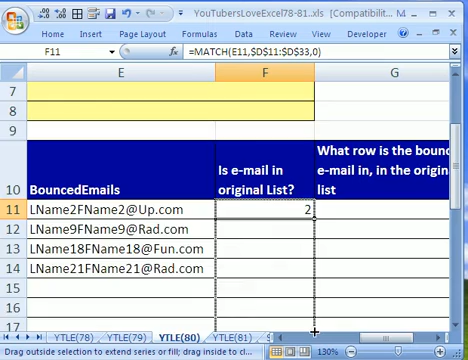 YouTubersLoveExcel78-81...xls [Compatibilit
Home Page Layout Formulas Data Review View Developer
F11 fx =MATCH(E11,$D$11:$D$33,0)
E F G
7
8
9
10 BouncedEmails Is e-mail in original List? What row is the bounc e-mail in, in the origina list
11 LName2FName2@Up.com 2
12 LName9FName9@Rad.com
13 LName18FName18@Fun.com
14 LName21FName21@Rad.com
15
16
17
YTLE(78) YTLE(79) YTLE(80) YTLE(81)
Drag outside selection to extend series or fill; drag inside to cl... 130%